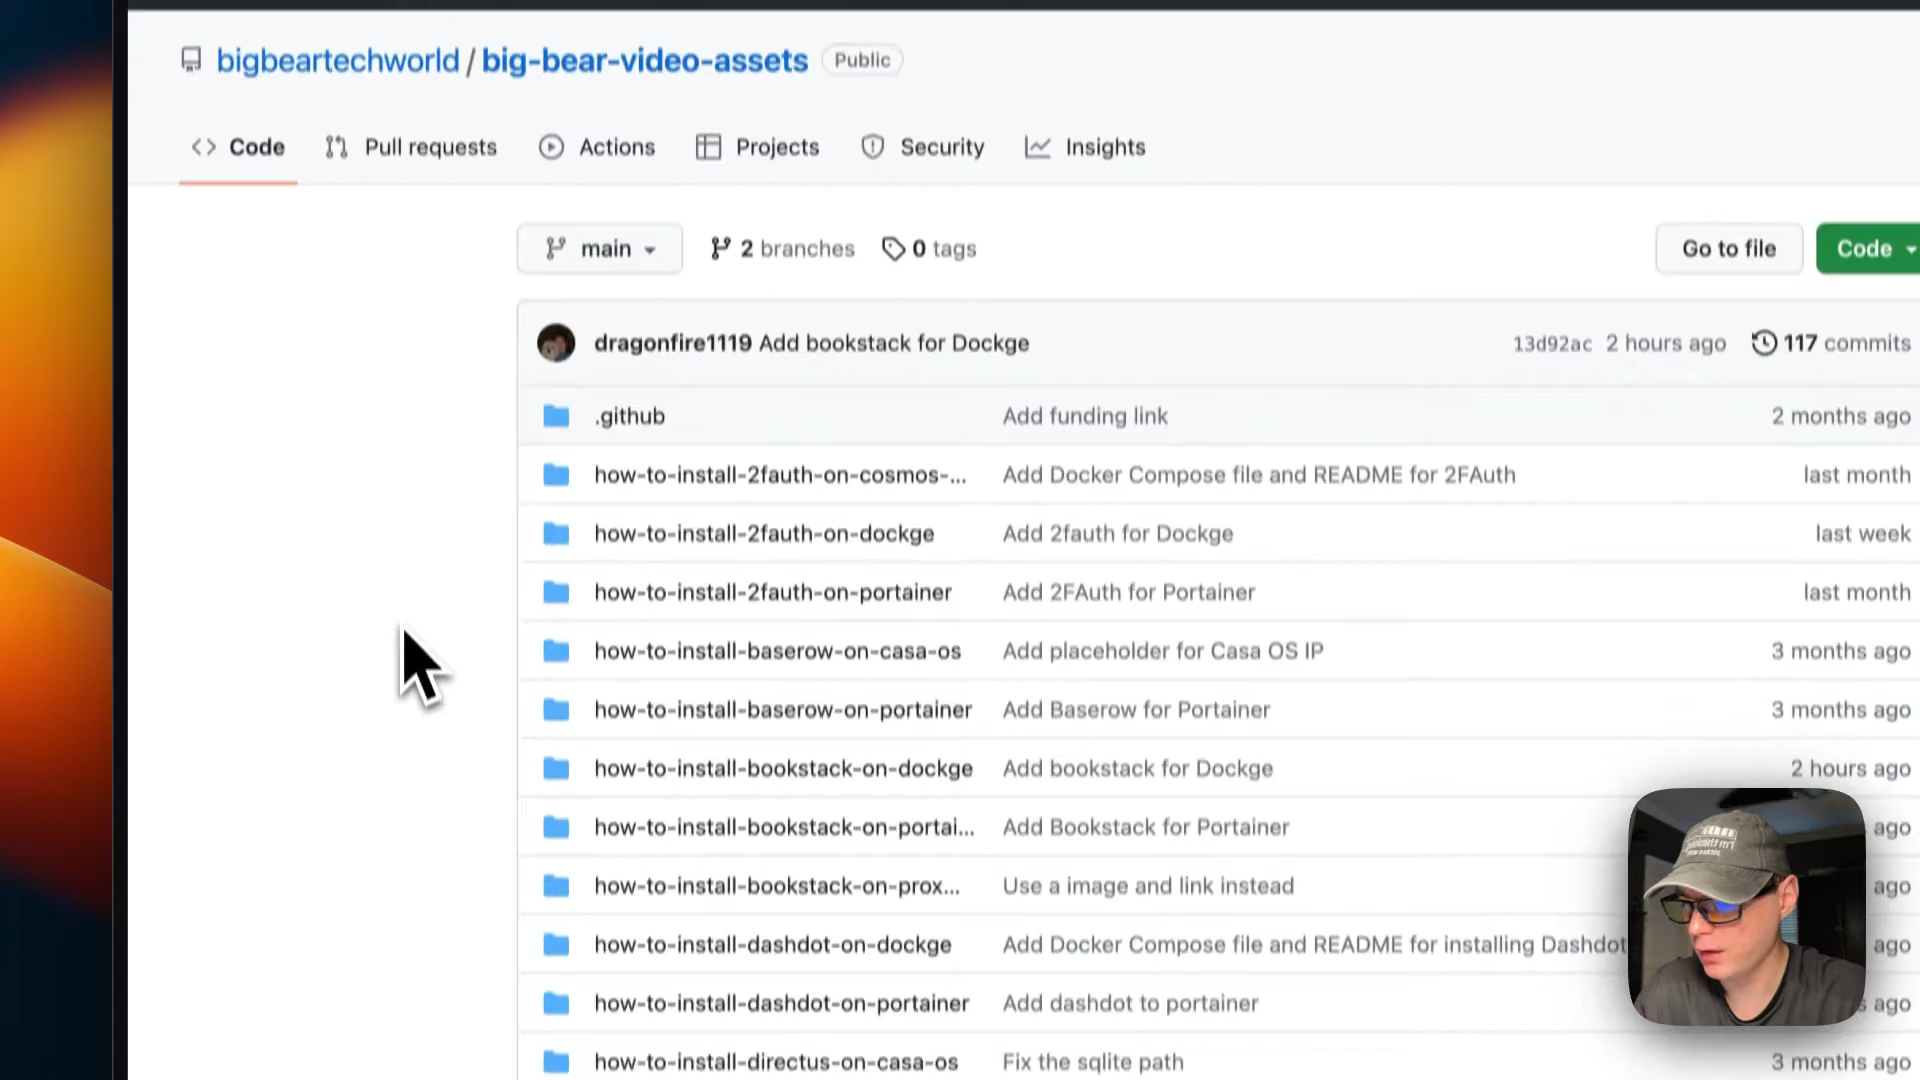 bigbeartechworld / big-bear-video-assets Public
Code Pull requests Actions Projects Security Insights
main 2 branches 0 tags Go to file Code
dragonfire1119 Add bookstack for Dockge 13d92ac 2 hours ago 117 commits
.github Add funding link 2 months ago
how-to-install-2fauth-on-cosmos-... Add Docker Compose file and README for 2FAuth last month
how-to-install-2fauth-on-dockge Add 2fauth for Dockge last week
how-to-install-2fauth-on-portainer Add 2FAuth for Portainer last month
how-to-install-baserow-on-casa-os Add placeholder for Casa OS IP 3 months ago
how-to-install-baserow-on-portainer Add Baserow for Portainer 3 months ago
how-to-install-bookstack-on-dockge Add bookstack for Dockge 2 hours ago
how-to-install-bookstack-on-portai... Add Bookstack for Portainer ago
how-to-install-bookstack-on-prox... Use a image and link instead ago
how-to-install-dashdot-on-dockge Add Docker Compose file and README for installing Dashdot ago
how-to-install-dashdot-on-portainer Add dashdot to portainer ago
how-to-install-directus-on-casa-os Fix the sqlite path 3 months ago